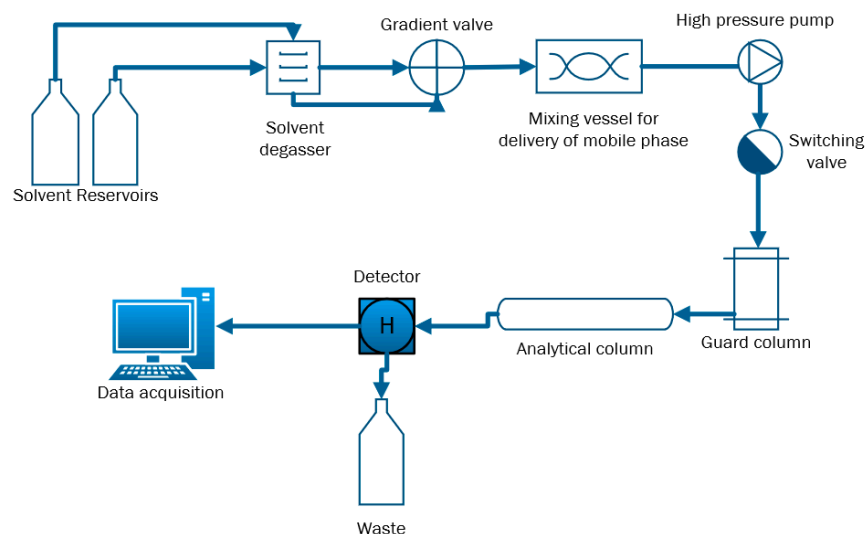 Gradient valve
High pressure pump
Solvent
degasser
Mixing vessel for
delivery of mobile phase
Switching
valve
Solvent Reservoirs
Detector
H
Analytical column
Guard column
Data acquisition
Waste